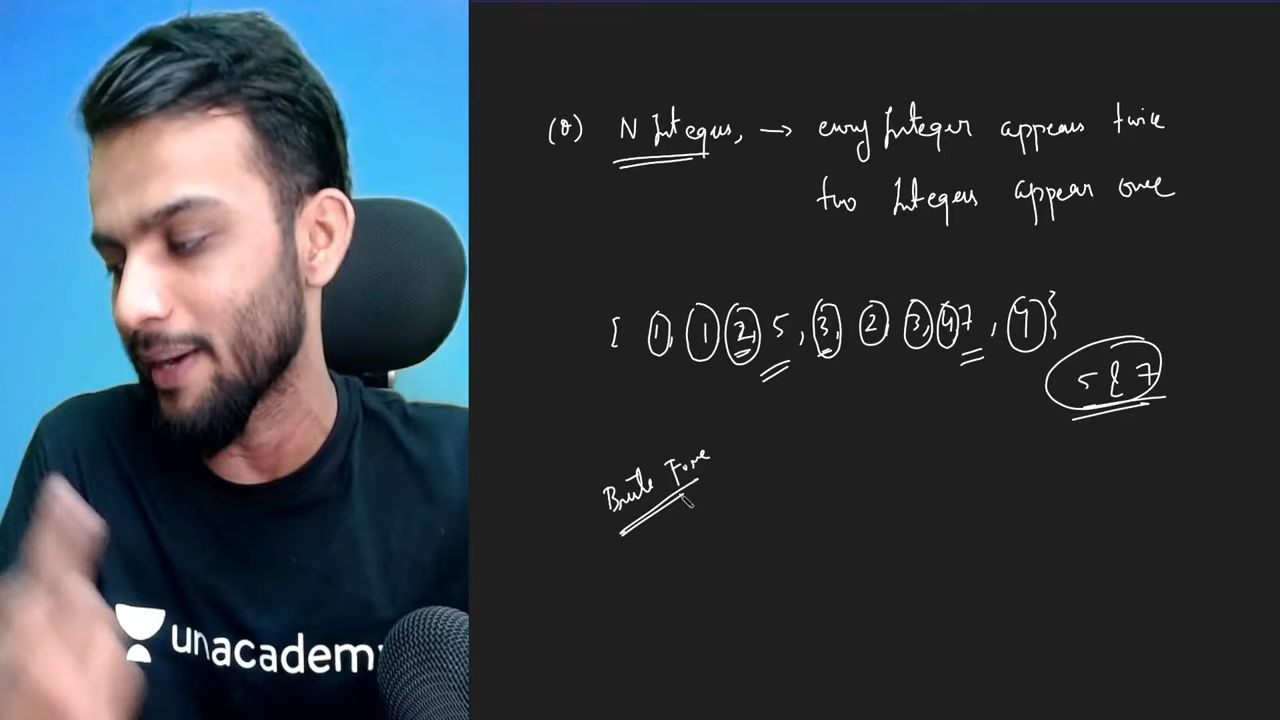 (Q) N Integers, → every Integer appears twice
two Integers appear once
{ 1, 1 2, 5, 3, 2 3, 4 7, 4 }
5 & 7
Brute Force
unacadem